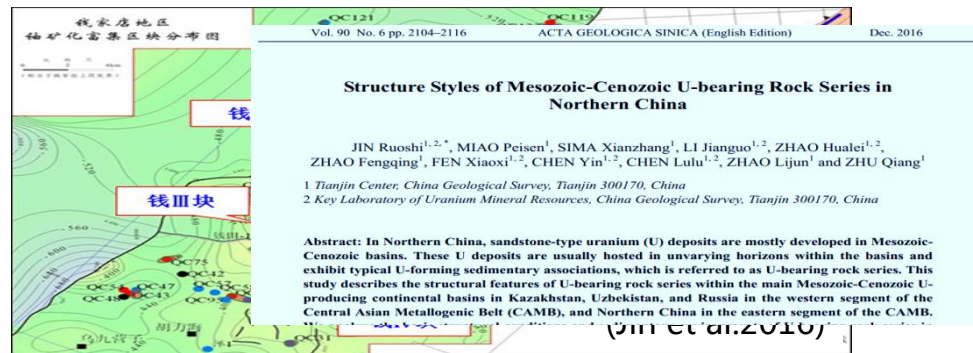 钱家店地区
铀矿化富集区块分布图
QC121
QC119
Vol. 90 No. 6 pp. 2104–2116 ACTA GEOLOGICA SINICA (English Edition) Dec. 2016
Structure Styles of Mesozoic-Cenozoic U-bearing Rock Series in
Northern China
JIN Ruoshi1, 2, *, MIAO Peisen1, SIMA Xianzhang1, LI Jianguo1, 2, ZHAO Hualei1, 2,
ZHAO Fengqing1, FEN Xiaoxi1, 2, CHEN Yin1, 2, CHEN Lulu1, 2, ZHAO Lijun1 and ZHU Qiang1
1 Tianjin Center, China Geological Survey, Tianjin 300170, China
2 Key Laboratory of Uranium Mineral Resources, China Geological Survey, Tianjin 300170, China
Abstract: In Northern China, sandstone-type uranium (U) deposits are mostly developed in Mesozoic-
Cenozoic basins. These U deposits are usually hosted in unvarying horizons within the basins and
exhibit typical U-forming sedimentary associations, which is referred to as U-bearing rock series. This
study describes the structural features of U-bearing rock series within the main Mesozoic-Cenozoic U-
producing continental basins in Kazakhstan, Uzbekistan, and Russia in the western segment of the
Central Asian Metallogenic Belt (CAMB), and Northern China in the eastern segment of the CAMB.
(Jin et al.2016)
钱
钱Ⅲ块
-520
-480
-560
-600
-560
QC75
QC42
QC47
QC43
QC31